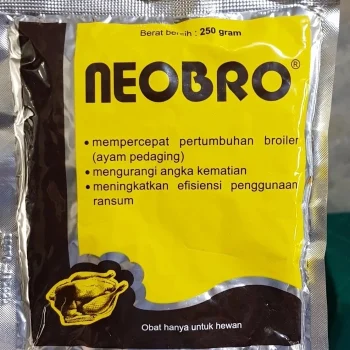 Berat bersih : 250 gram
NEOBRO®
• mempercepat pertumbuhan broiler
(ayam pedaging)
• mengurangi angka kematian
• meningkatkan efisiensi penggunaan
ransum
Obat hanya untuk hewan